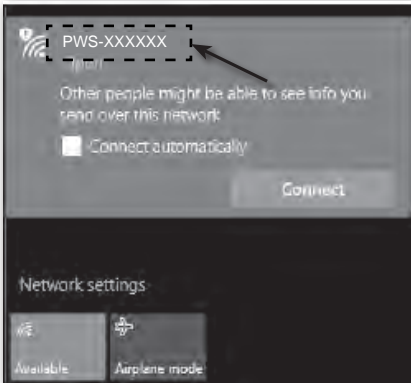 PWS-XXXXXX
Open
Other people might be able to see info you
send over this network
Connect automatically
Connect
Network settings
Available
Airplane mode